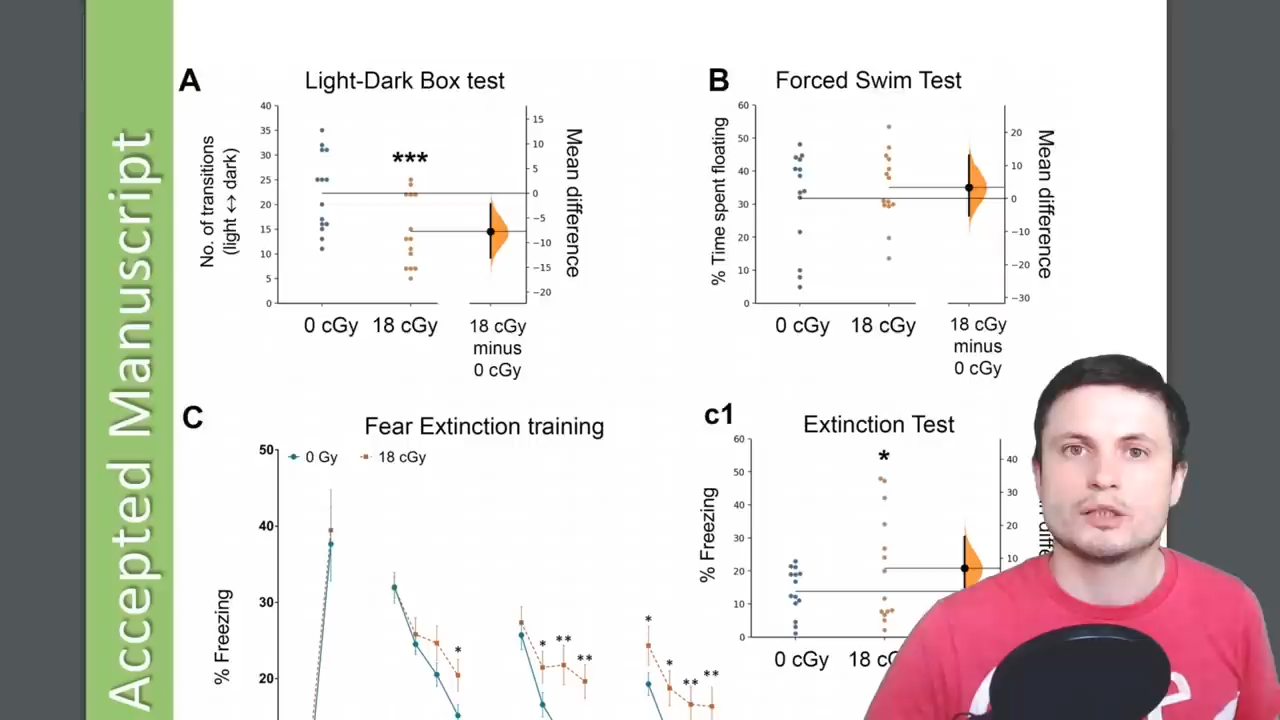 Accepted Manuscript
A
Light-Dark Box test
No. of transitions
(light ↔ dark)
40
35
30
25
20
15
10
5
0
***
15
10
5
0
−5
−10
−15
−20
Mean difference
0 cGy
18 cGy
18 cGy
minus
0 cGy
B
Forced Swim Test
% Time spent floating
60
50
40
30
20
10
0
20
10
0
−10
−20
−30
Mean difference
0 cGy
18 cGy
18 cGy
minus
0 cGy
C
Fear Extinction training
0 Gy
18 cGy
% Freezing
50
40
30
20
*
*
**
**
*
*
**
**
c1
Extinction Test
% Freezing
60
50
40
30
20
10
0
*
40
30
20
10
0 cGy